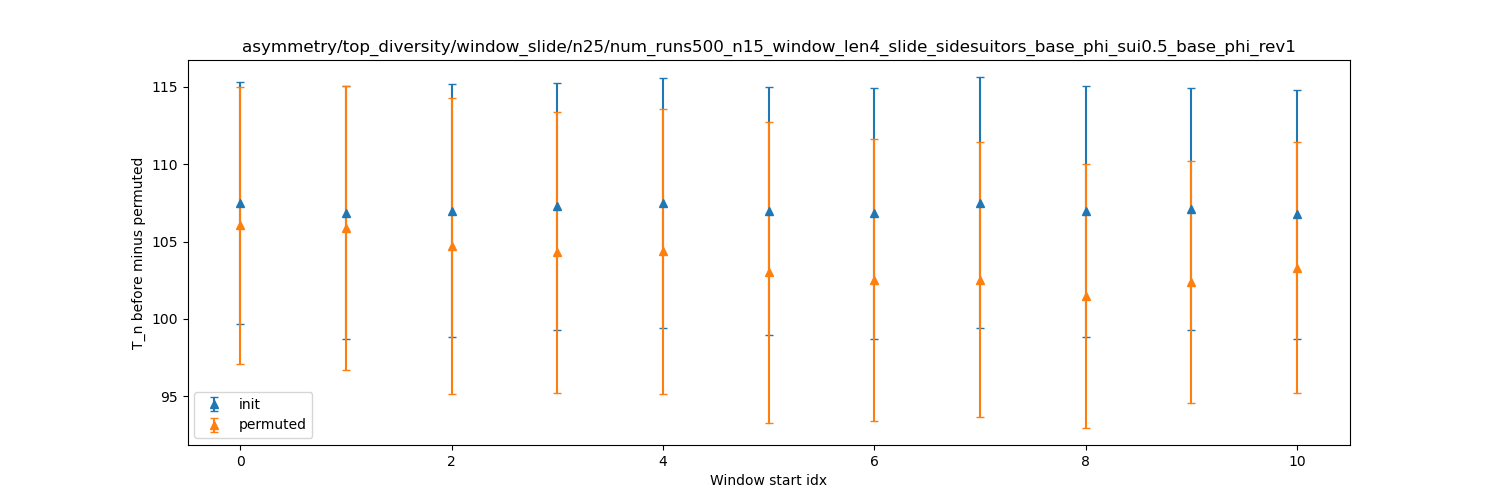 asymmetry/top_diversity/window_slide/n25/num_runs500_n15_window_len4_slide_sidesuitors_base_phi_sui0.5_base_phi_rev1
T_n before minus permuted
115
110
105
100
95
init
permuted
0 2 4 6 8 10
Window start idx